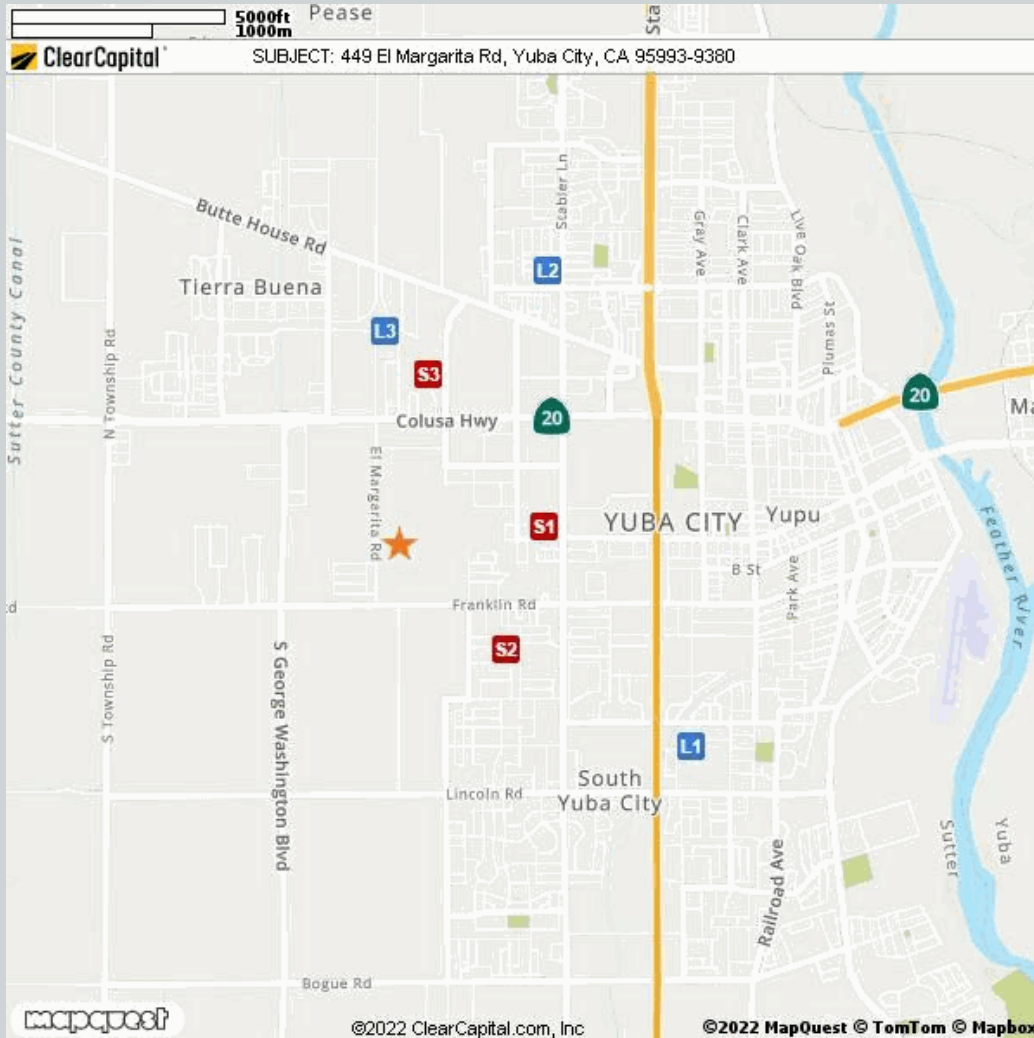 5000ft
1000m
Pease
Sta
ClearCapital
SUBJECT: 449 El Margarita Rd, Yuba City, CA 95993-9380
Stabler Ln
Butte House Rd
Gray Ave
Clark Ave
Live Oak Blvd
Sutter County Canal
Tierra Buena
L2
Plumas St
L3
N Township Rd
S3
20
Ma
Colusa Hwy
20
El Margarita Rd
S1
YUBA CITY
Yupu
Feather River
B St
Park Ave
Franklin Rd
S Township Rd
S George Washington Blvd
S2
L1
South
Yuba City
Lincoln Rd
Sutter
Yuba
Railroad Ave
Bogue Rd
mapquest
©2022 ClearCapital.com, Inc
©2022 MapQuest © TomTom © Mapbox